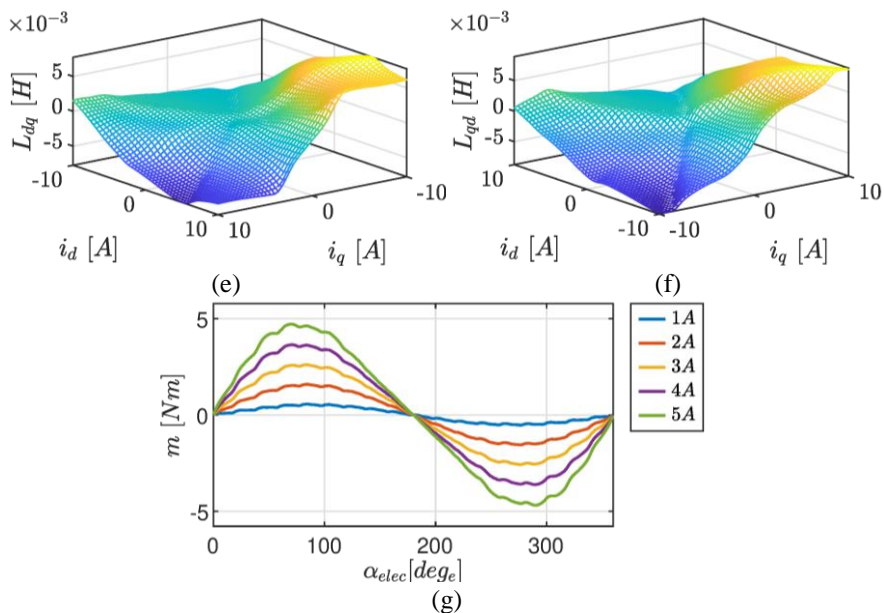 ×10⁻³
5
0
-5
L_dq [H]
-10
0
10
i_d [A]
10
0
-10
i_q [A]
(e)
×10⁻³
5
0
-5
L_qd [H]
10
0
-10
i_d [A]
-10
0
10
i_q [A]
(f)
5
0
-5
m [Nm]
0
100
200
300
α_elec[deg_e]
1A
2A
3A
4A
5A
(g)